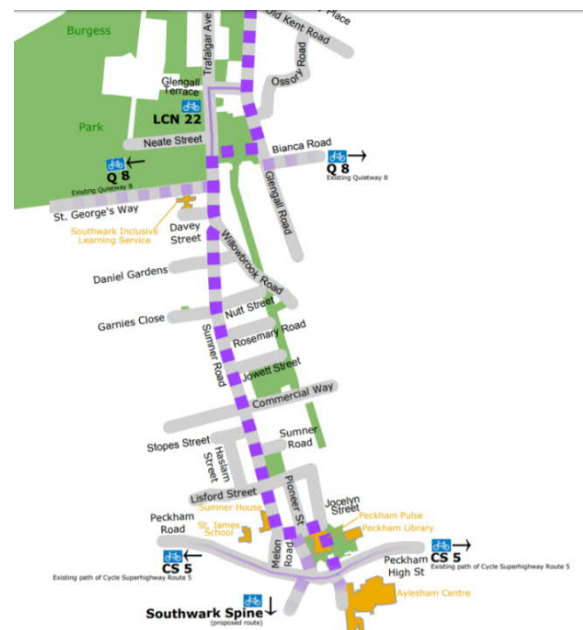 Place
Old Kent Road
Burgess
Trafalgar Ave
Ossory Road
Glengall
Terrace
LCN 22
Park
Neate Street
Bianca Road
Q 8
Existing Quietway 8
Q 8
Existing Quietway 8
Glengall Road
St. George's Way
Southwark Inclusive
Learning Service
Davey
Street
Willowbrook Road
Daniel Gardens
Nutt Street
Garnies Close
Sumner Road
Rosemary Road
Jowett Street
Commercial Way
Stopes Street
Haslam
Street
Sumner
Road
Lisford Street
Pioneer St
Jocelyn
Street
Sumner House
Peckham
Road
St. James
School
Melon
Road
Peckham Pulse
Peckham Library
CS 5
Existing path of Cycle Superhighway Route 5
Peckham
High St
CS 5
Existing path of Cycle Superhighway Route 5
Aylesham Centre
Southwark Spine
(proposed route)